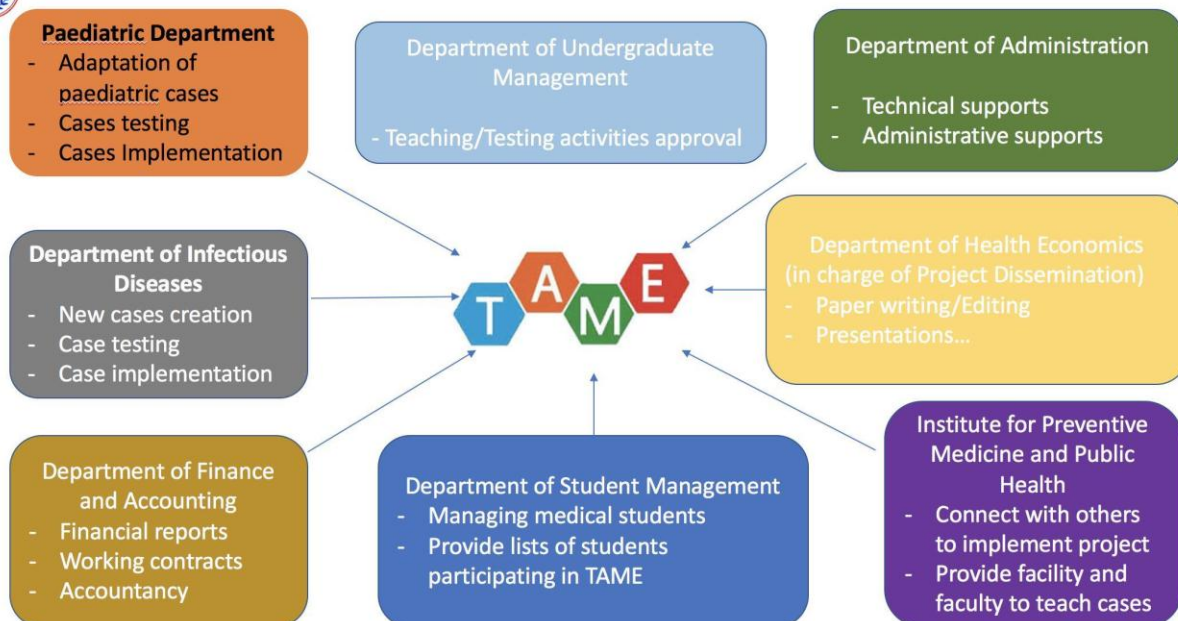 Paediatric Department
- Adaptation of
paediatric cases
- Cases testing
- Cases Implementation
Department of Undergraduate
Management
- Teaching/Testing activities approval
Department of Administration
- Technical supports
- Administrative supports
Department of Infectious
Diseases
- New cases creation
- Case testing
- Case implementation
T A M E
Department of Health Economics
(in charge of Project Dissemination)
- Paper writing/Editing
- Presentations...
Department of Finance
and Accounting
- Financial reports
- Working contracts
- Accountancy
Department of Student Management
- Managing medical students
- Provide lists of students
participating in TAME
Institute for Preventive
Medicine and Public
Health
- Connect with others
to implement project
- Provide facility and
faculty to teach cases